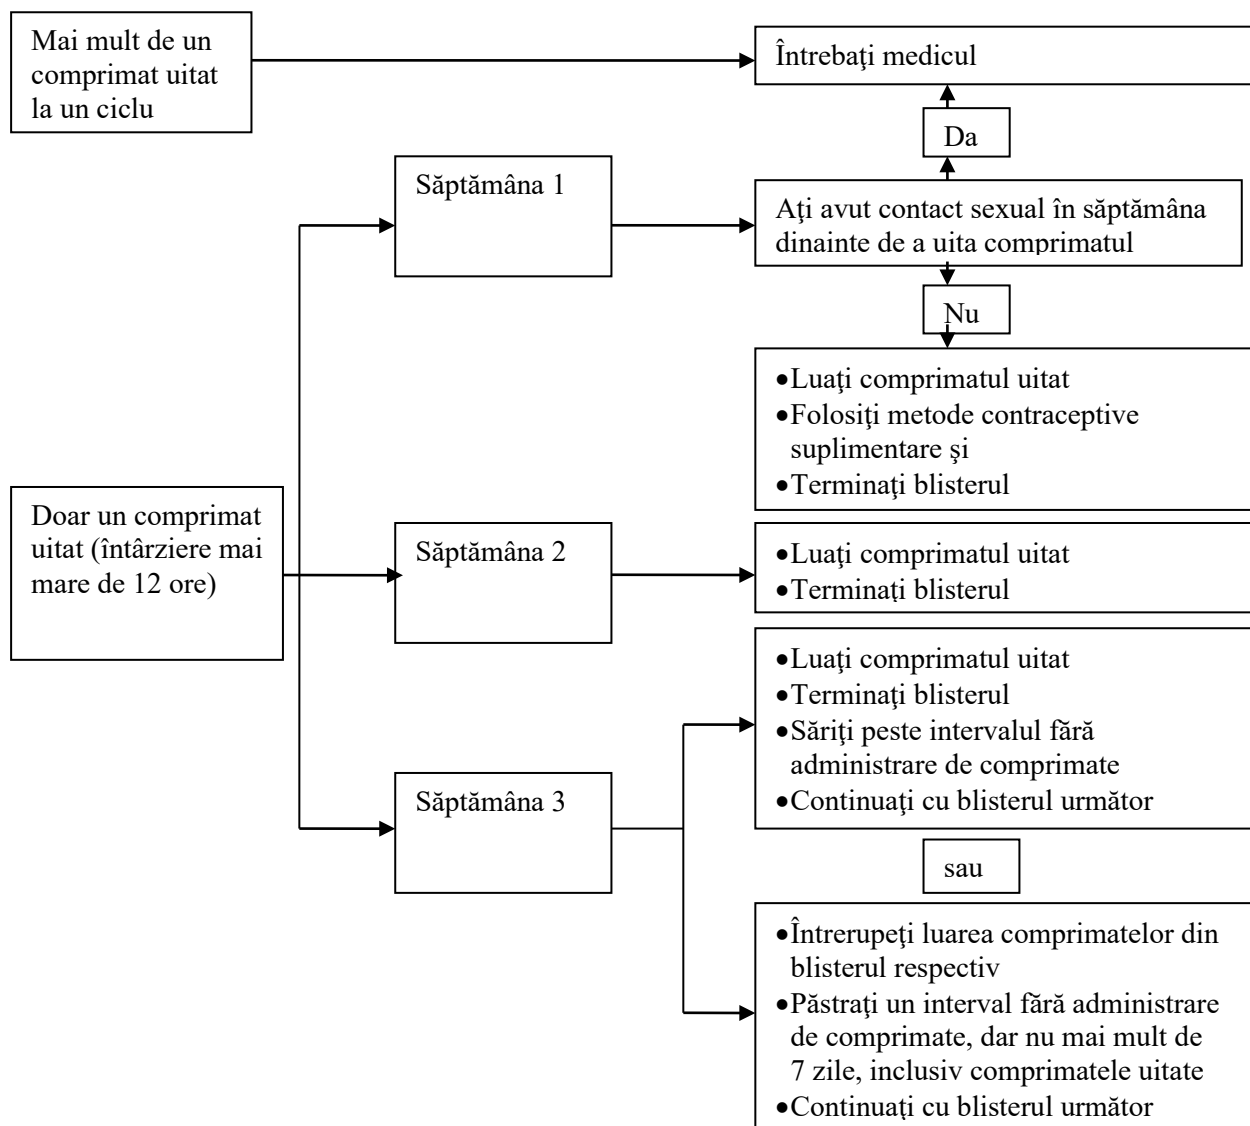 Mai mult de un
comprimat uitat
la un ciclu
Întrebaţi medicul
Da
Săptămâna 1
Aţi avut contact sexual în săptămâna
dinainte de a uita comprimatul
Nu
•Luaţi comprimatul uitat
•Folosiţi metode contraceptive
suplimentare şi
•Terminaţi blisterul
Doar un comprimat
uitat (întârziere mai
mare de 12 ore)
Săptămâna 2
•Luaţi comprimatul uitat
•Terminaţi blisterul
Săptămâna 3
•Luaţi comprimatul uitat
•Terminaţi blisterul
•Săriţi peste intervalul fără
administrare de comprimate
•Continuaţi cu blisterul următor
sau
•Întrerupeţi luarea comprimatelor din
blisterul respectiv
•Păstraţi un interval fără administrare
de comprimate, dar nu mai mult de
7 zile, inclusiv comprimatele uitate
•Continuaţi cu blisterul următor